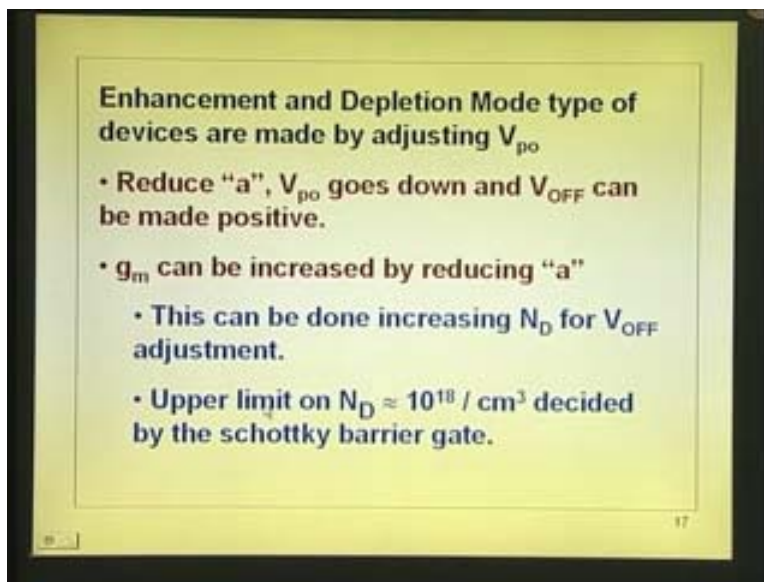 Enhancement and Depletion Mode type of
devices are made by adjusting Vpo
• Reduce "a", Vpo goes down and VOFF can
be made positive.
• gm can be increased by reducing "a"
• This can be done increasing ND for VOFF
adjustment.
• Upper limit on ND ≈ 10¹⁸ / cm³ decided
by the schottky barrier gate.
17